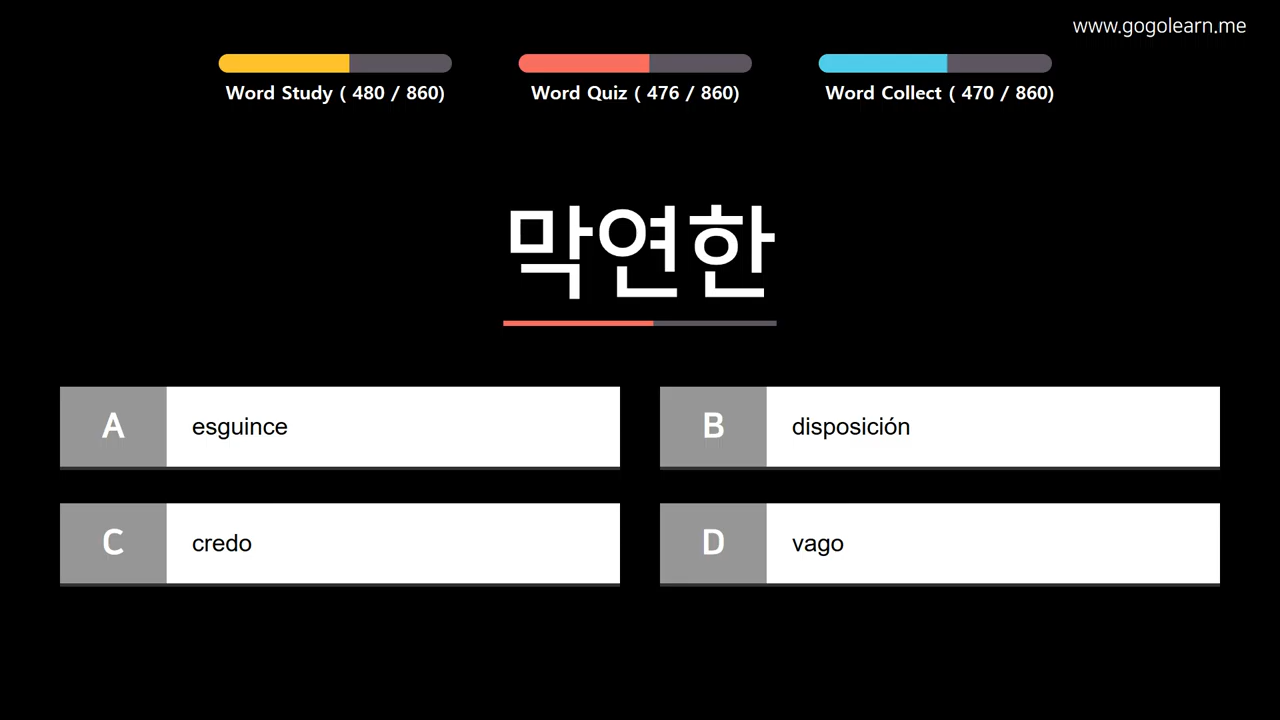 www.gogolearn.me
Word Study ( 480 / 860)
Word Quiz ( 476 / 860)
Word Collect ( 470 / 860)
막연한
A
esguince
B
disposición
C
credo
D
vago